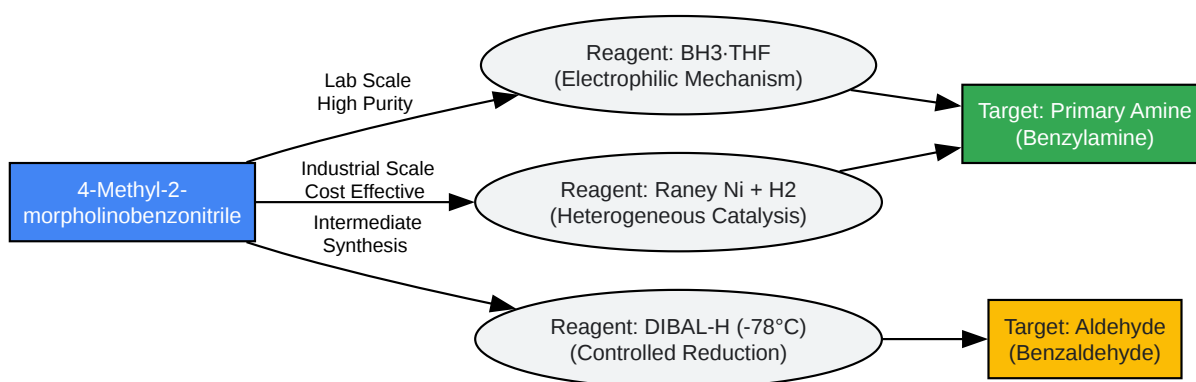 Lab Scale
High Purity
Reagent: BH3·THF
(Electrophilic Mechanism)
Target: Primary Amine
(Benzylamine)
4-Methyl-2-
morpholinobenzonitrile
Industrial Scale
Cost Effective
Reagent: Raney Ni + H2
(Heterogeneous Catalysis)
Intermediate
Synthesis
Reagent: DIBAL-H (-78°C)
(Controlled Reduction)
Target: Aldehyde
(Benzaldehyde)